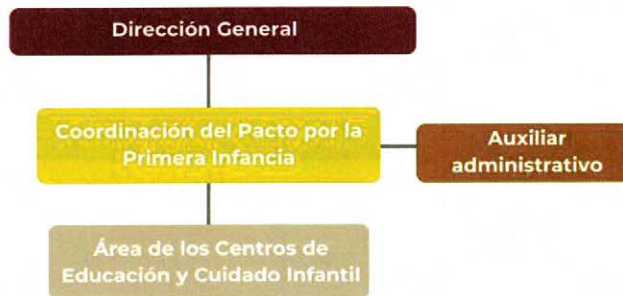 Dirección General
Coordinación del Pacto por la
Primera Infancia
Auxiliar
administrativo
Área de los Centros de
Educación y Cuidado Infantil